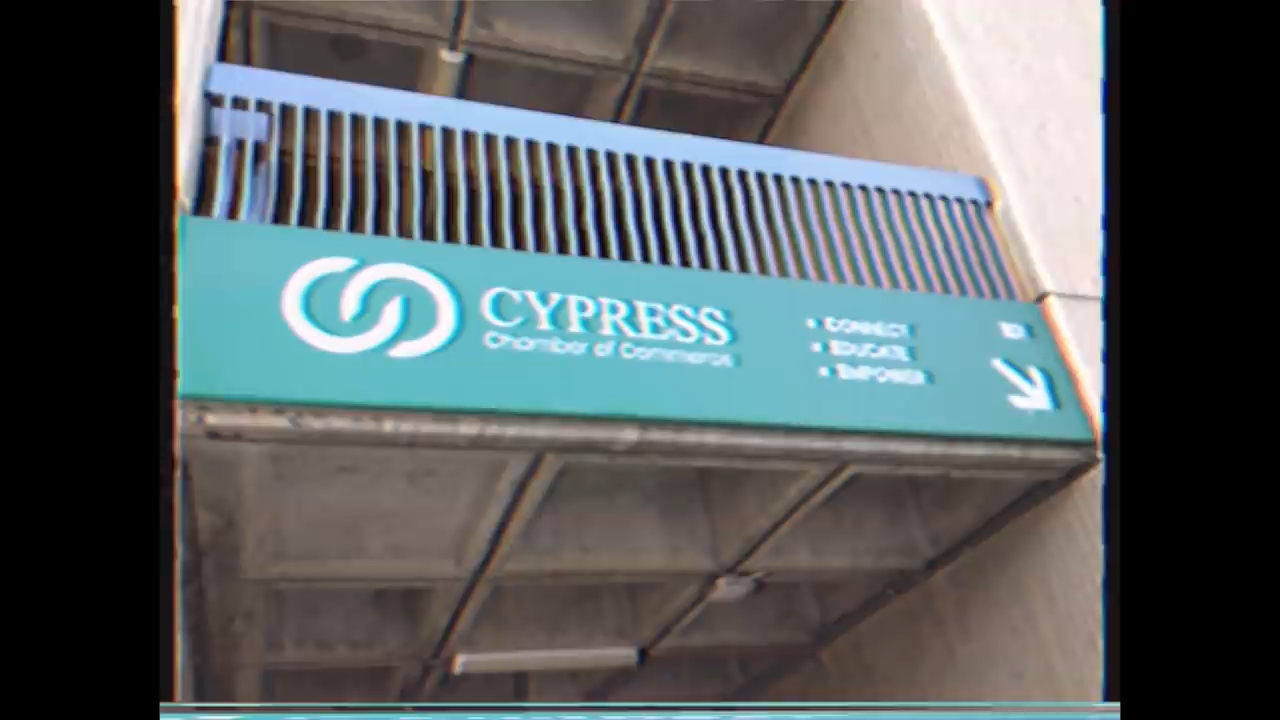 CYPRESS
Chamber of Commerce
• CONNECT
• EDUCATE
• EMPOWER